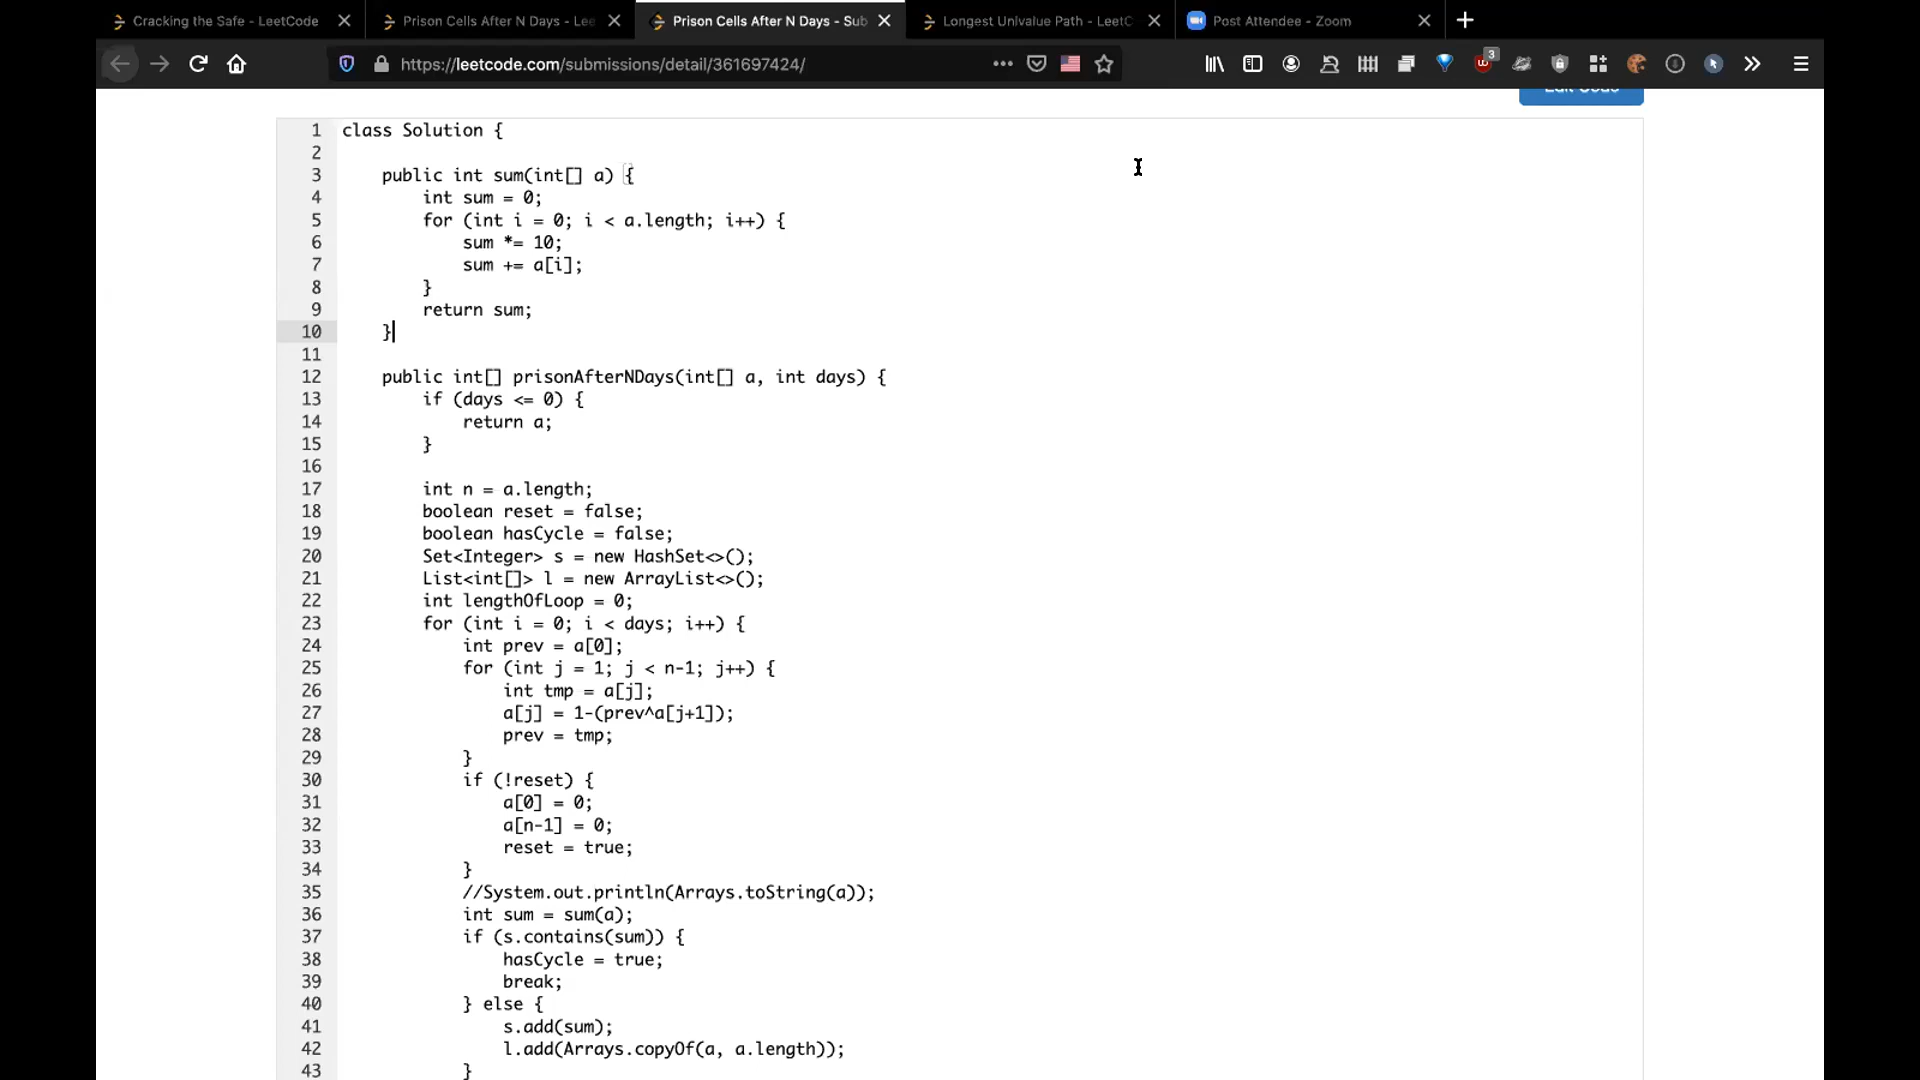 Cracking the Safe - LeetCode
Prison Cells After N Days - Lee
Prison Cells After N Days - Sub
Longest Univalue Path - LeetC
Post Attendee - Zoom
https://leetcode.com/submissions/detail/361697424/
3
Edit Code
1 class Solution {
2
3 public int sum(int[] a) {
4 int sum = 0;
5 for (int i = 0; i < a.length; i++) {
6 sum *= 10;
7 sum += a[i];
8 }
9 return sum;
10 }
11
12 public int[] prisonAfterNDays(int[] a, int days) {
13 if (days <= 0) {
14 return a;
15 }
16
17 int n = a.length;
18 boolean reset = false;
19 boolean hasCycle = false;
20 Set<Integer> s = new HashSet<>();
21 List<int[]> l = new ArrayList<>();
22 int lengthOfLoop = 0;
23 for (int i = 0; i < days; i++) {
24 int prev = a[0];
25 for (int j = 1; j < n-1; j++) {
26 int tmp = a[j];
27 a[j] = 1-(prev^a[j+1]);
28 prev = tmp;
29 }
30 if (!reset) {
31 a[0] = 0;
32 a[n-1] = 0;
33 reset = true;
34 }
35 //System.out.println(Arrays.toString(a));
36 int sum = sum(a);
37 if (s.contains(sum)) {
38 hasCycle = true;
39 break;
40 } else {
41 s.add(sum);
42 l.add(Arrays.copyOf(a, a.length));
43 }